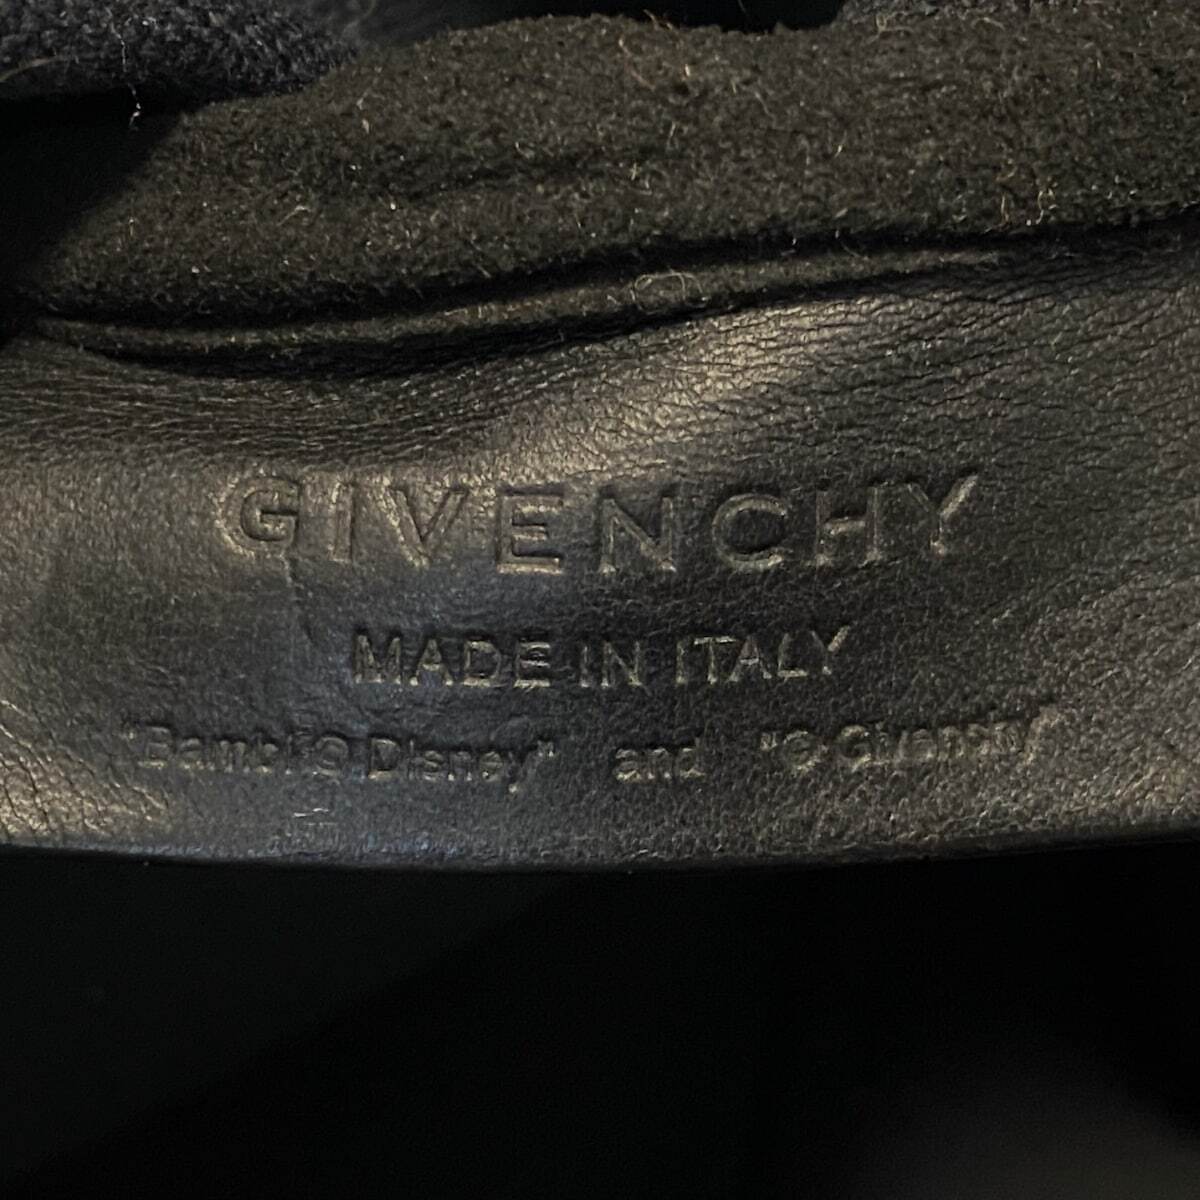 GIVENCHY
MADE IN ITALY
"Bambi © Disney" and "© Givenchy"